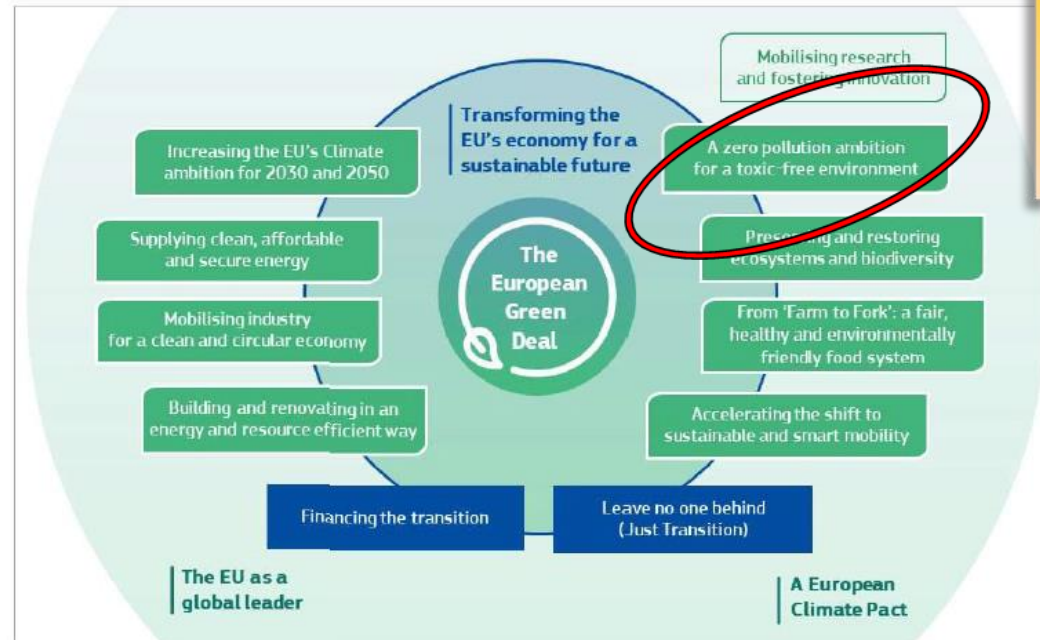 Mobilising research
and fostering innovation
Transforming the
EU's economy for a
sustainable future
Increasing the EU's Climate
ambition for 2030 and 2050
A zero pollution ambition
for a toxic-free environment
Supplying clean, affordable
and secure energy
The
European
Green
Deal
Preserving and restoring
ecosystems and biodiversity
Mobilising industry
for a clean and circular economy
From 'Farm to Fork': a fair,
healthy and environmentally
friendly food system
Building and renovating in an
energy and resource efficient way
Accelerating the shift to
sustainable and smart mobility
Financing the transition
Leave no one behind
(Just Transition)
The EU as a
global leader
A European
Climate Pact